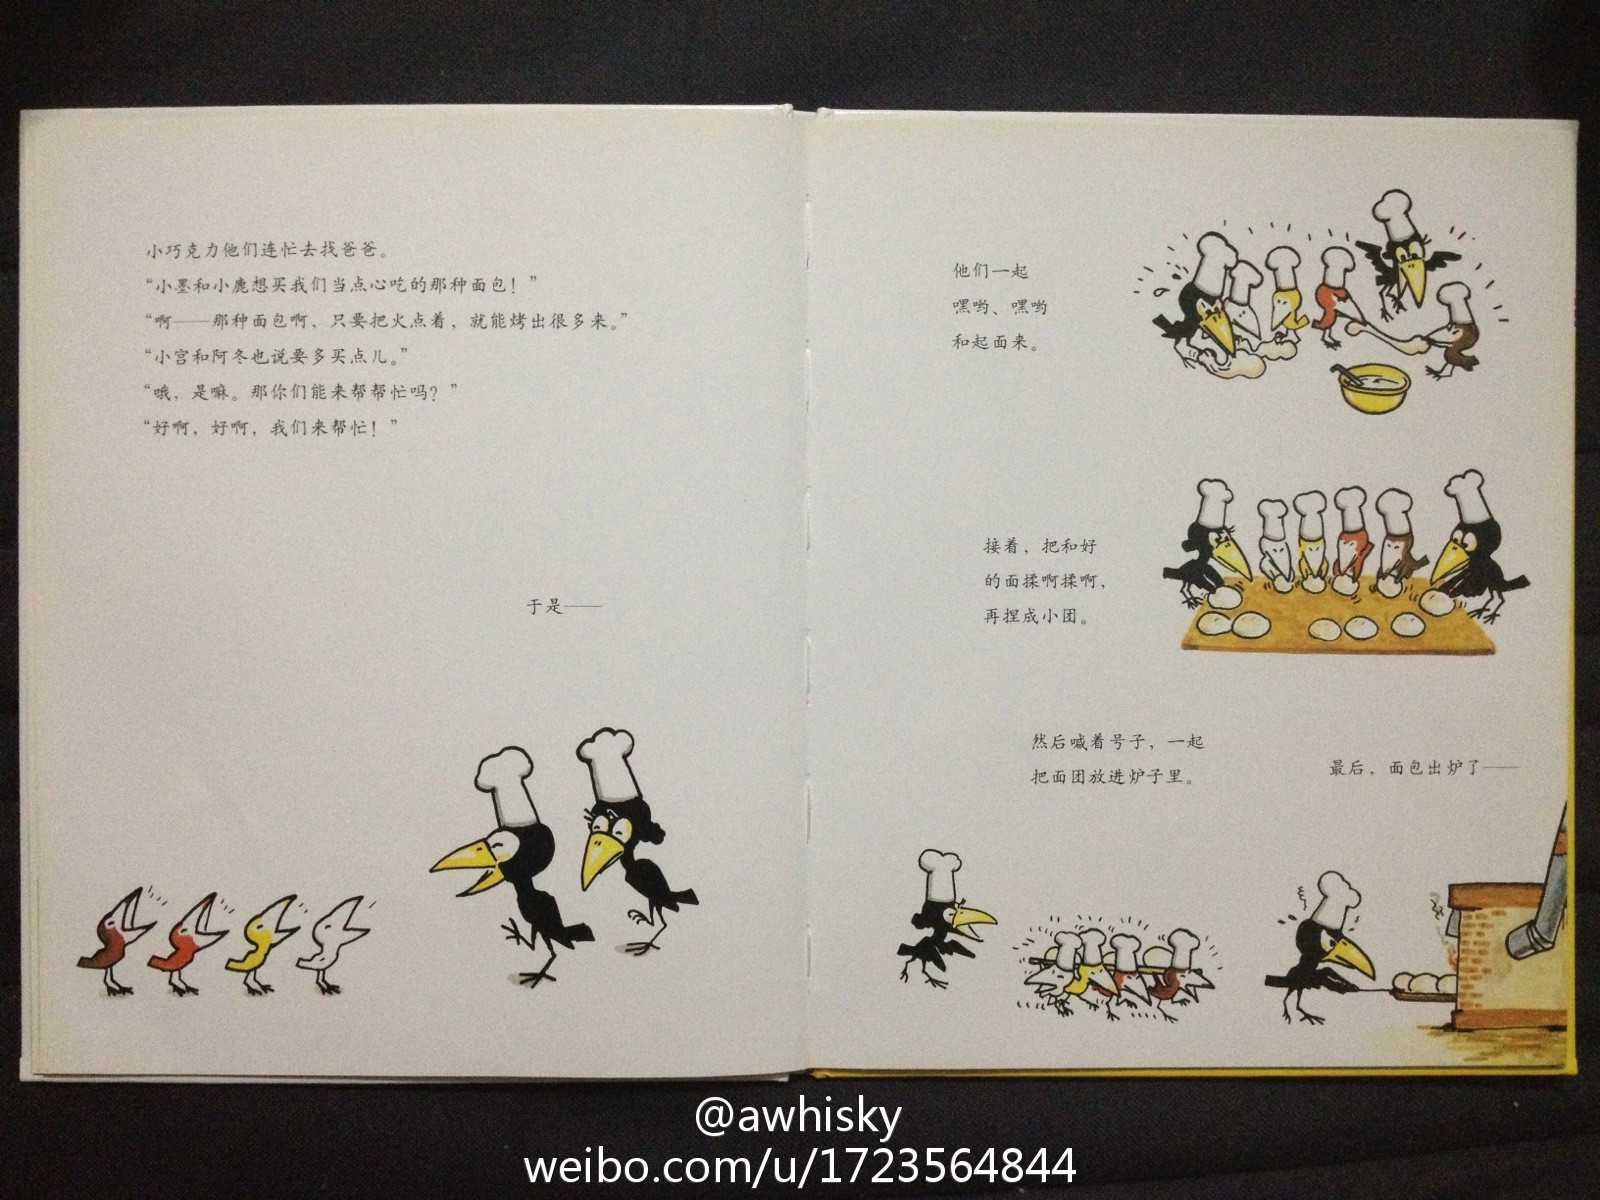 小巧克力他们连忙去找爸爸。
“小墨和小鹿想买我们当点心吃的那种面包！”
“啊——那种面包啊，只要把火点着，就能烤出很多来。”
“小宫和阿冬也说要多买点儿。”
“哦，是嘛。那你们能来帮帮忙吗？”
“好啊，好啊，我们来帮忙！”
于是——
他们一起
嘿哟、嘿哟
和起面来。
接着，把和好
的面揉啊揉啊，
再捏成小团。
然后喊着号子，一起
把面团放进炉子里。
最后，面包出炉了——
@awhisky
weibo.com/u/1723564844